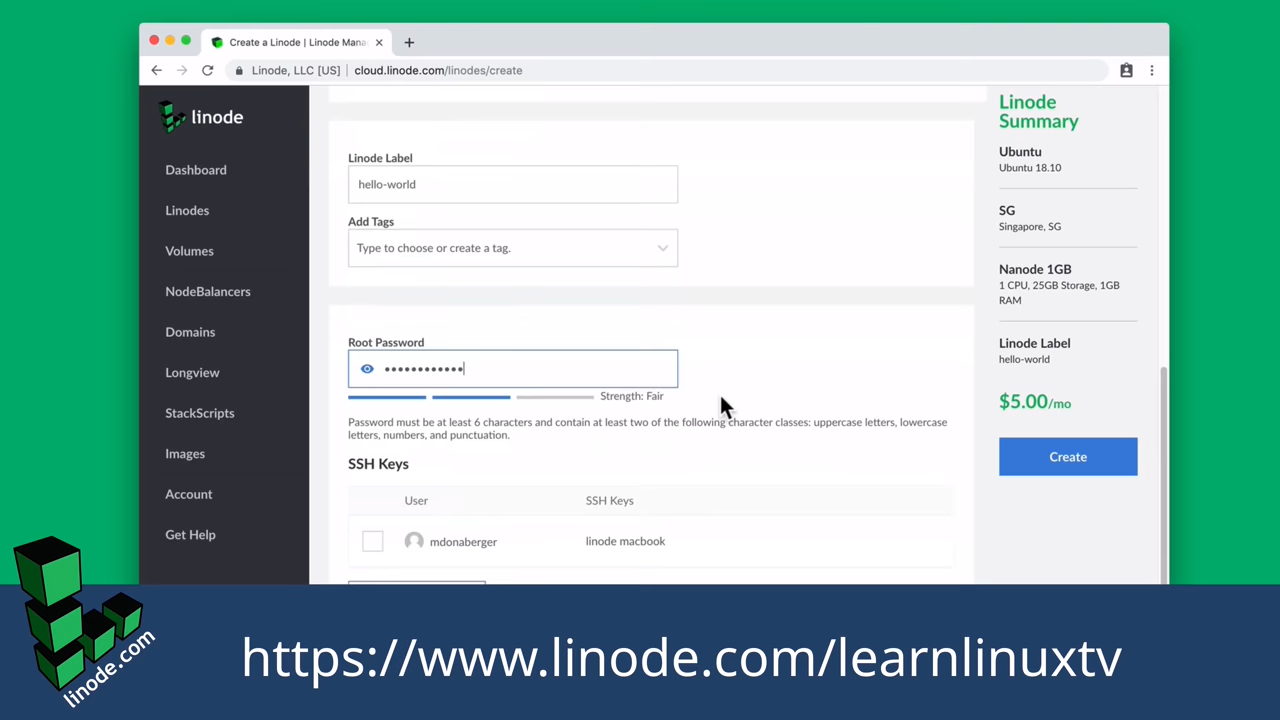 Create a Linode | Linode Mana
Linode, LLC [US] | cloud.linode.com/linodes/create
linode
Dashboard
Linodes
Volumes
NodeBalancers
Domains
Longview
StackScripts
Images
Account
Get Help
Linode Label
hello-world
Add Tags
Type to choose or create a tag.
Root Password
••••••••••••
Strength: Fair
Password must be at least 6 characters and contain at least two of the following character classes: uppercase letters, lowercase
letters, numbers, and punctuation.
SSH Keys
User SSH Keys
mdonaberger linode macbook
Linode
Summary
Ubuntu
Ubuntu 18.10
SG
Singapore, SG
Nanode 1GB
1 CPU, 25GB Storage, 1GB
RAM
Linode Label
hello-world
$5.00/mo
Create
linode.com
https://www.linode.com/learnlinuxtv